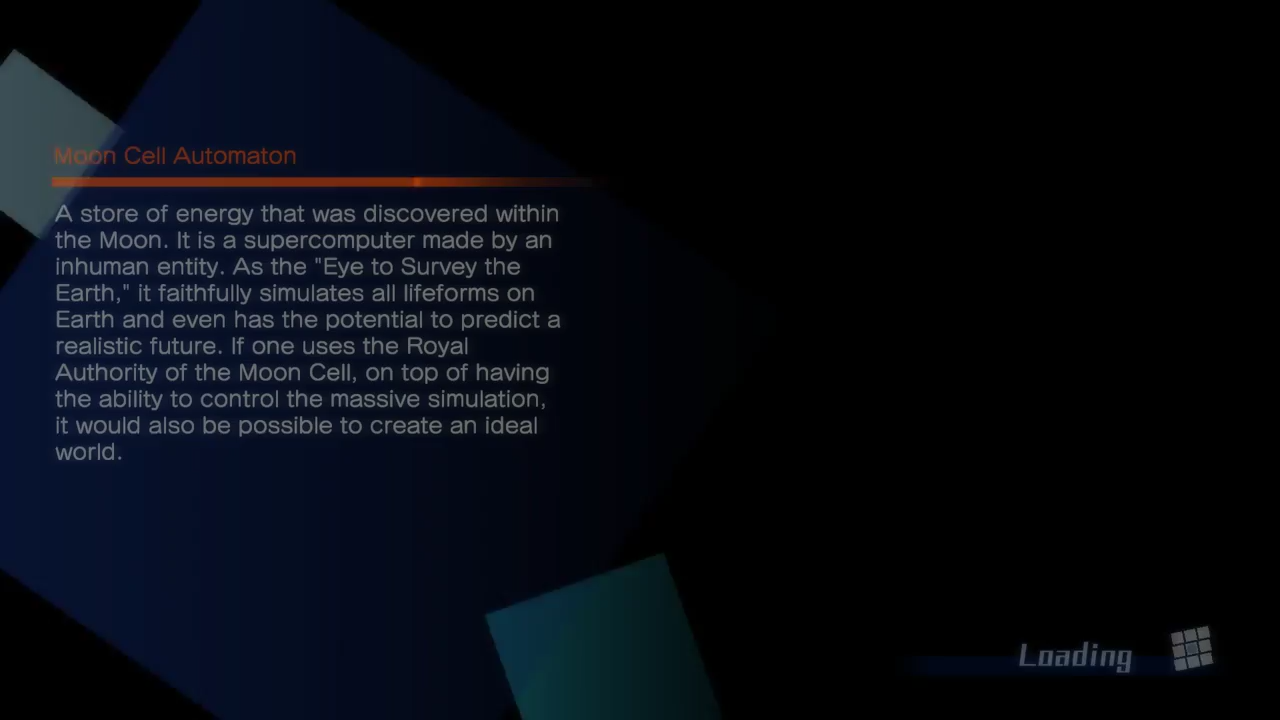 Moon Cell Automaton
A store of energy that was discovered within
the Moon. It is a supercomputer made by an
inhuman entity. As the "Eye to Survey the
Earth," it faithfully simulates all lifeforms on
Earth and even has the potential to predict a
realistic future. If one uses the Royal
Authority of the Moon Cell, on top of having
the ability to control the massive simulation,
it would also be possible to create an ideal
world.
Loading